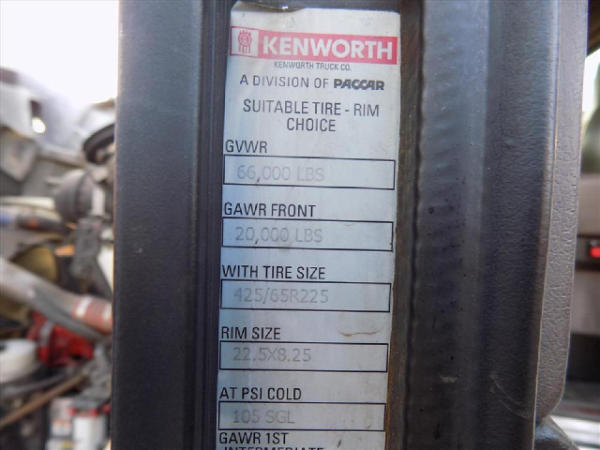 KENWORTH
KENWORTH TRUCK CO.
A DIVISION OF PACCAR
SUITABLE TIRE - RIM
CHOICE
GVWR
66,000 LBS
GAWR FRONT
20,000 LBS
WITH TIRE SIZE
425/65R225
RIM SIZE
22.5X8.25
AT PSI COLD
105 SGL
GAWR 1ST
INTERMEDIATE